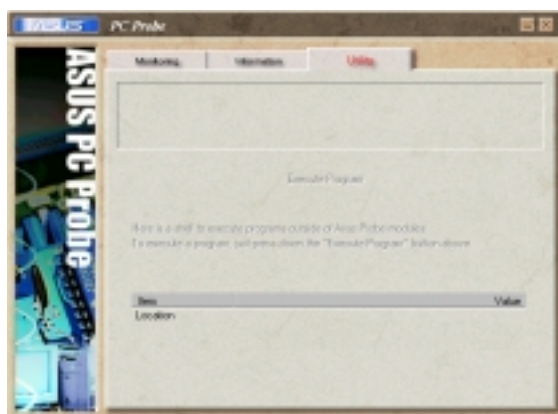 ASUS PC Probe
Monitoring Information Utility
ASUS PC Probe
Execute Program
Here is a shell to execute programs outside of Asus Probe modules
To execute a program just press down the "Execute Program" button above
Item Value
Location